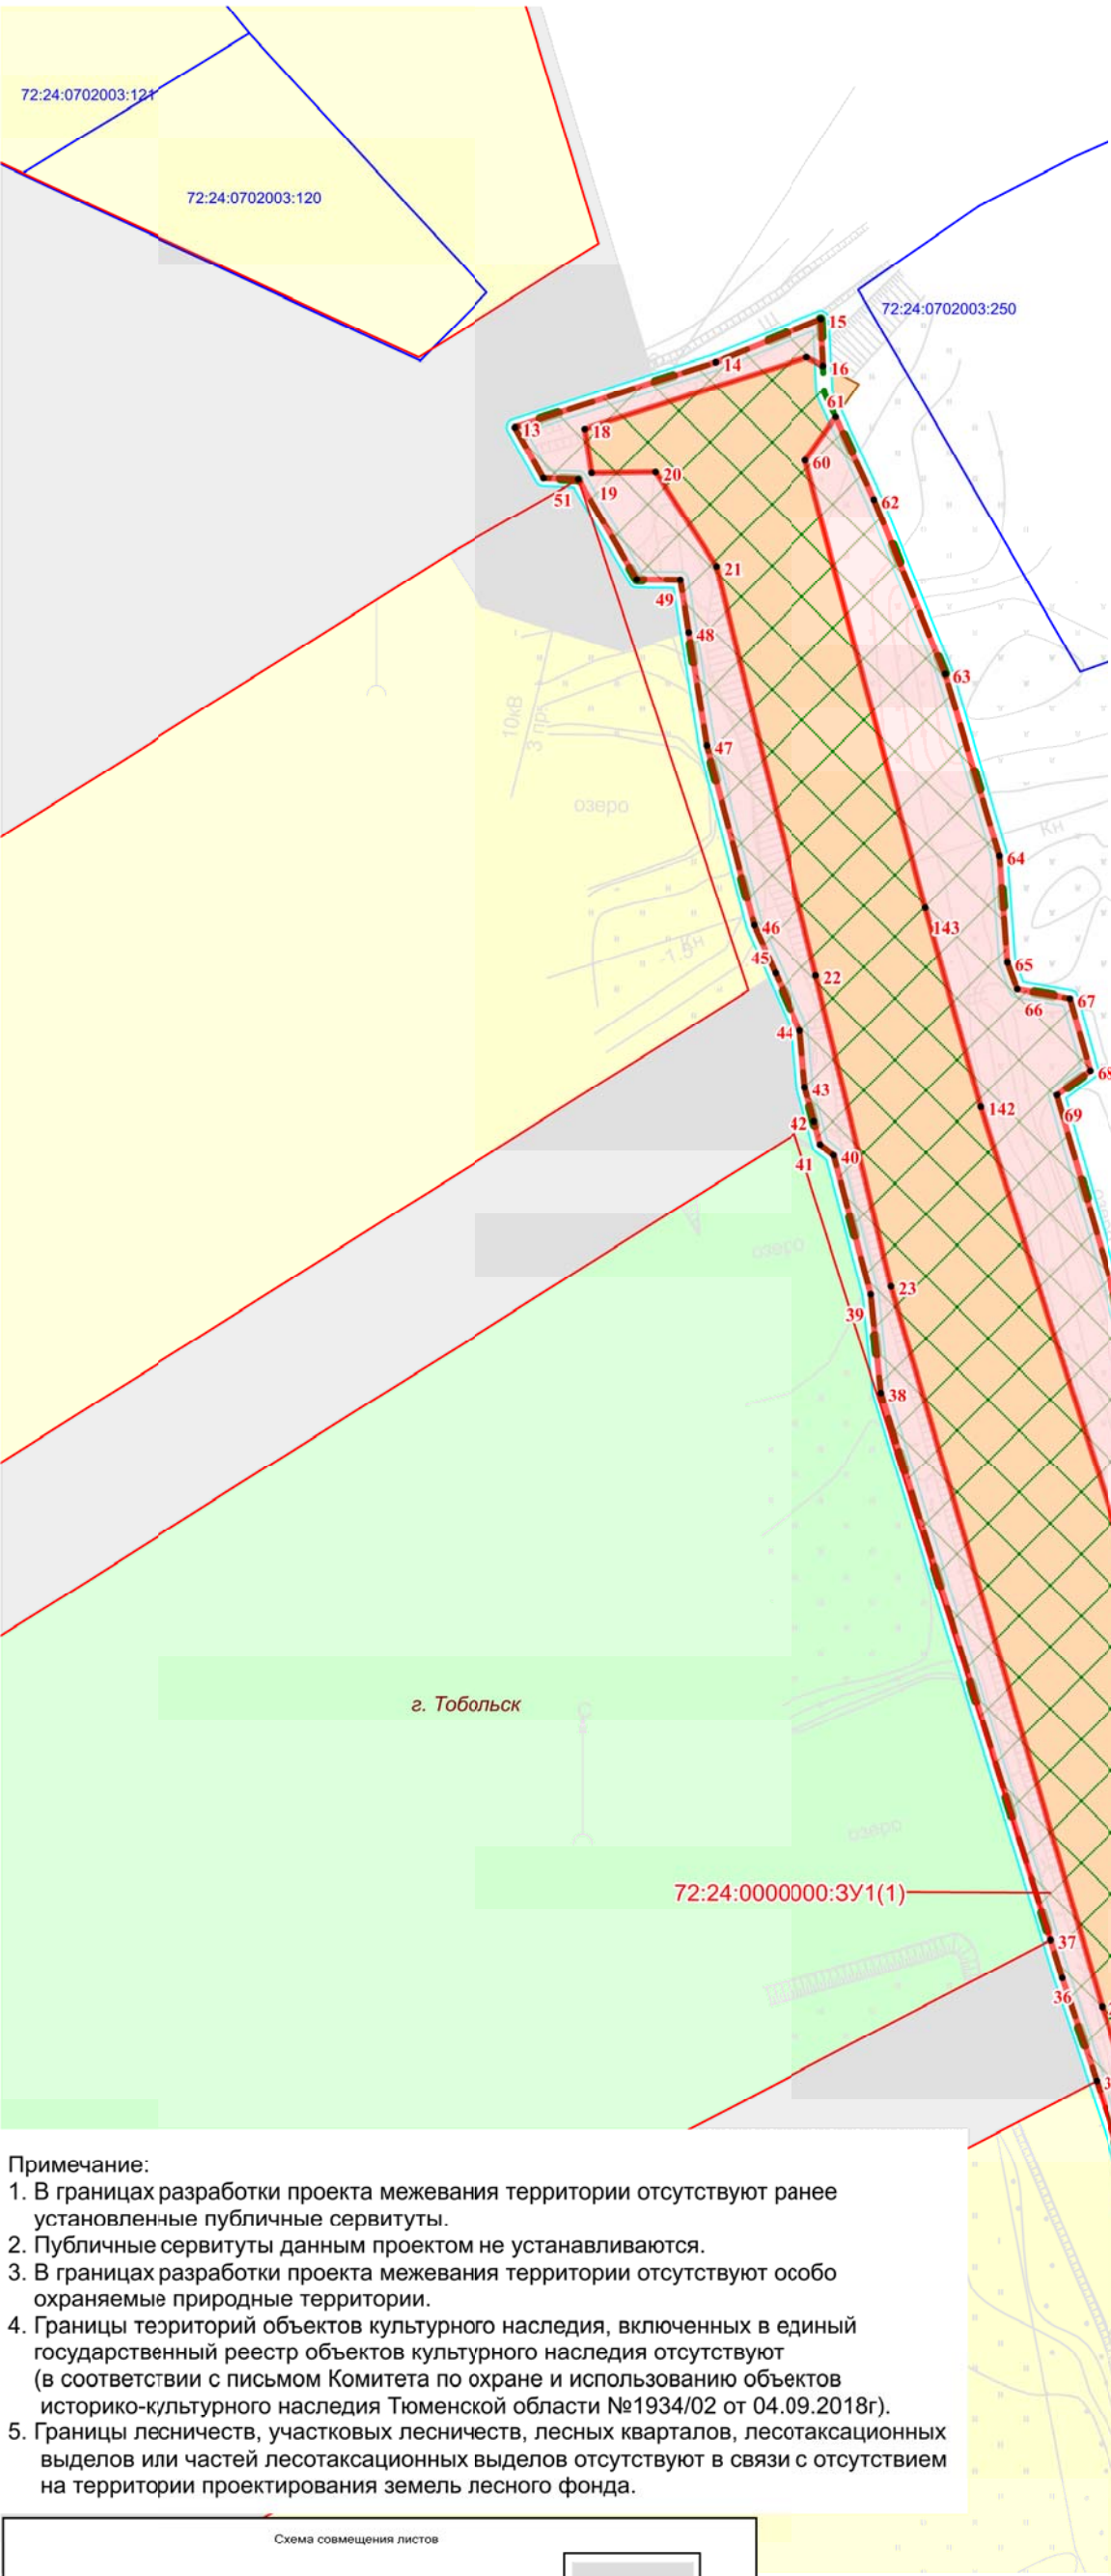 72:24:0702003:121
72:24:0702003:120
72:24:0702003:250
15
14
16
61
13
18
60
20
19
51
62
21
49
48
63
47
10кВ
3 пр.
озеро
Кн
64
143
46
Кн
-1.5
45
65
22
66
67
44
68
43
142
69
42
40
41
озеро
23
39
38
г. Тобольск
озеро
72:24:0000000:ЗУ1(1)
37
36
Примечание:
1. В границах разработки проекта межевания территории отсутствуют ранее
установленные публичные сервитуты.
2. Публичные сервитуты данным проектом не устанавливаются.
3. В границах разработки проекта межевания территории отсутствуют особо
охраняемые природные территории.
4. Границы территорий объектов культурного наследия, включенных в единый
государственный реестр объектов культурного наследия отсутствуют
(в соответствии с письмом Комитета по охране и использованию объектов
историко-культурного наследия Тюменской области №1934/02 от 04.09.2018г).
5. Границы лесничеств, участковых лесничеств, лесных кварталов, лесотаксационных
выделов или частей лесотаксационных выделов отсутствуют в связи с отсутствием
на территории проектирования земель лесного фонда.
Схема совмещения листов